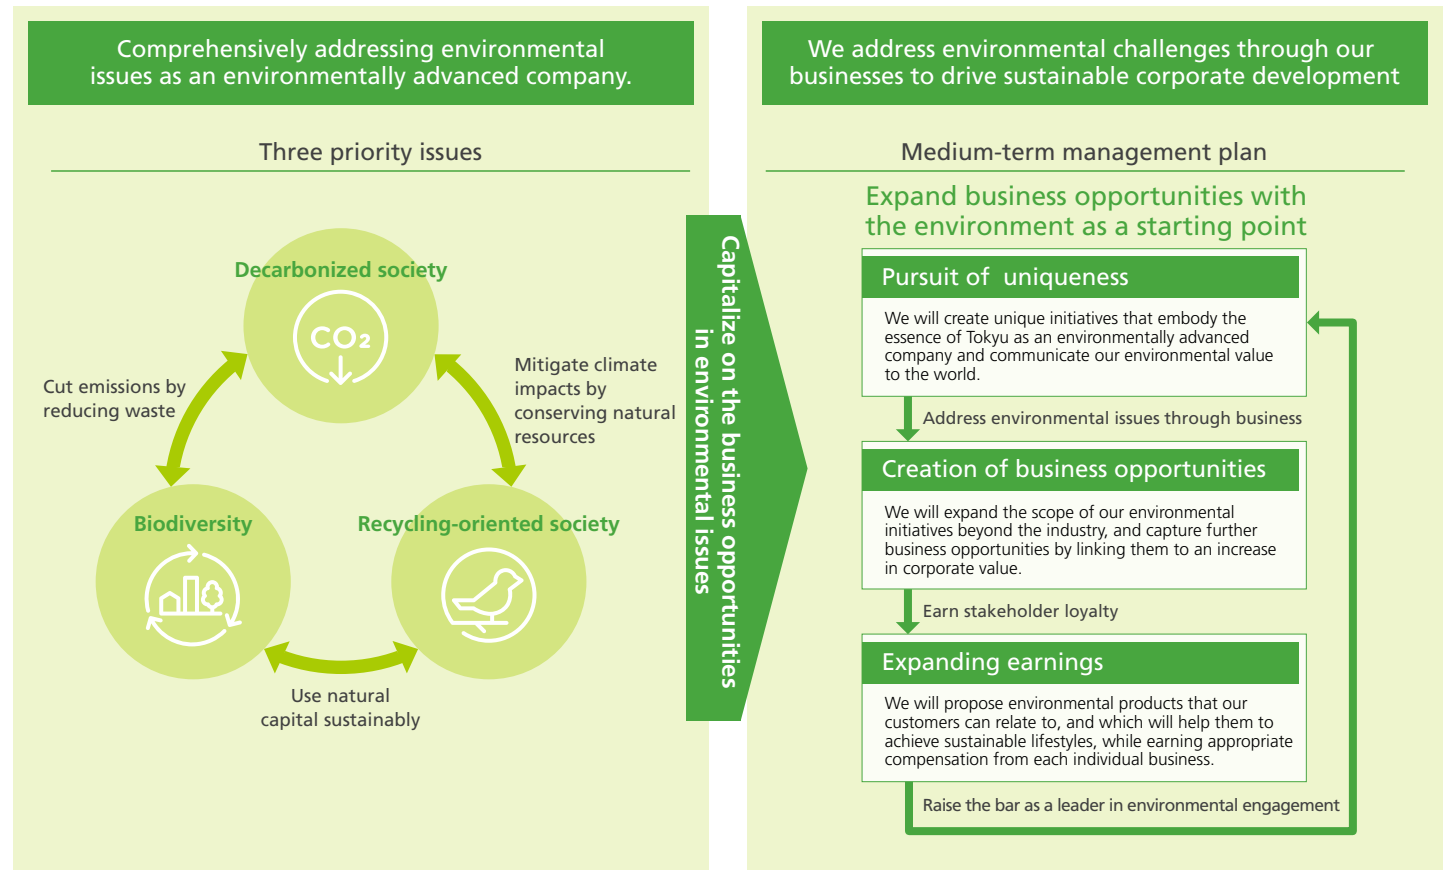 Comprehensively addressing environmental
issues as an environmentally advanced company.
Three priority issues
Decarbonized society
CO2
Cut emissions by
reducing waste
Mitigate climate
impacts by
conserving natural
resources
Biodiversity
Recycling-oriented society
Use natural
capital sustainably
Capitalize on the business opportunities
in environmental issues
We address environmental challenges through our
businesses to drive sustainable corporate development
Medium-term management plan
Expand business opportunities with
the environment as a starting point
Pursuit of uniqueness
We will create unique initiatives that embody the
essence of Tokyu as an environmentally advanced
company and communicate our environmental value
to the world.
Address environmental issues through business
Creation of business opportunities
We will expand the scope of our environmental
initiatives beyond the industry, and capture further
business opportunities by linking them to an increase
in corporate value.
Earn stakeholder loyalty
Expanding earnings
We will propose environmental products that our
customers can relate to, and which will help them to
achieve sustainable lifestyles, while earning appropriate
compensation from each individual business.
Raise the bar as a leader in environmental engagement